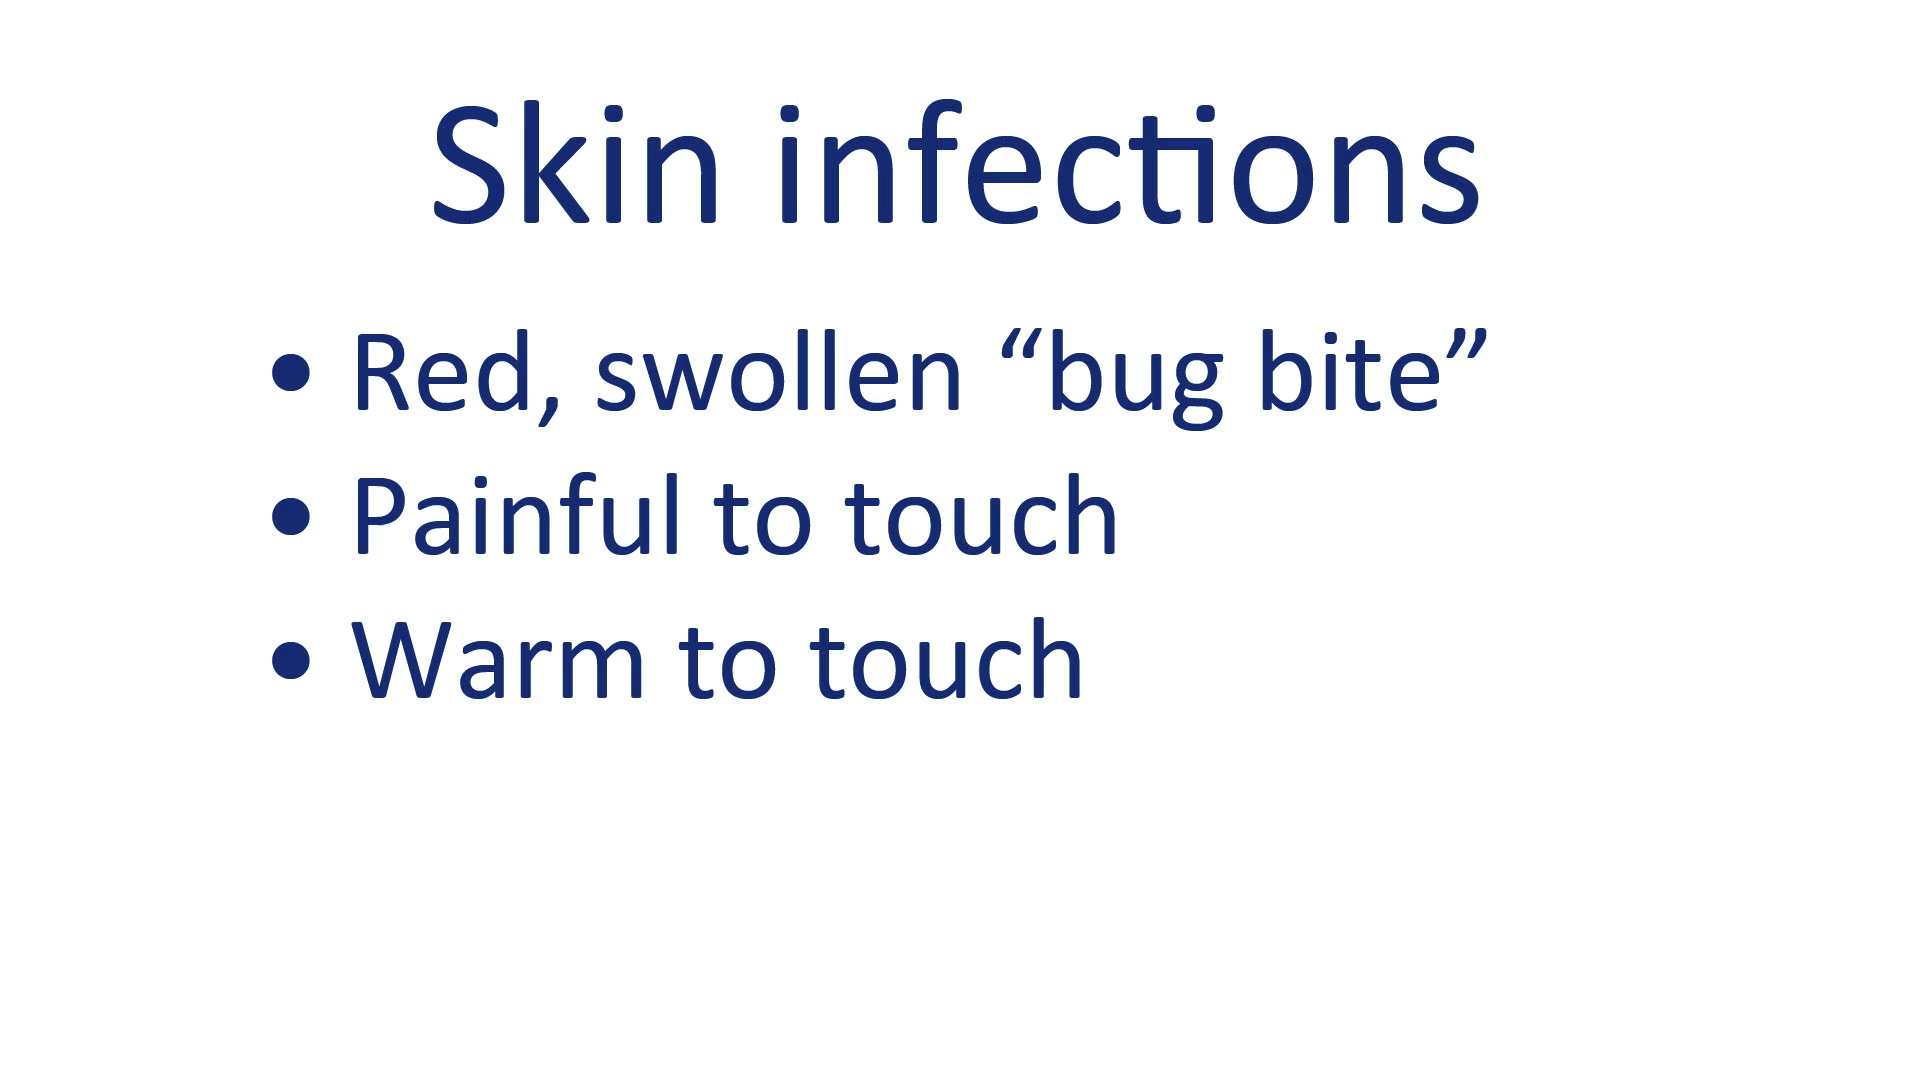 Skin infections
• Red, swollen “bug bite”
• Painful to touch
• Warm to touch